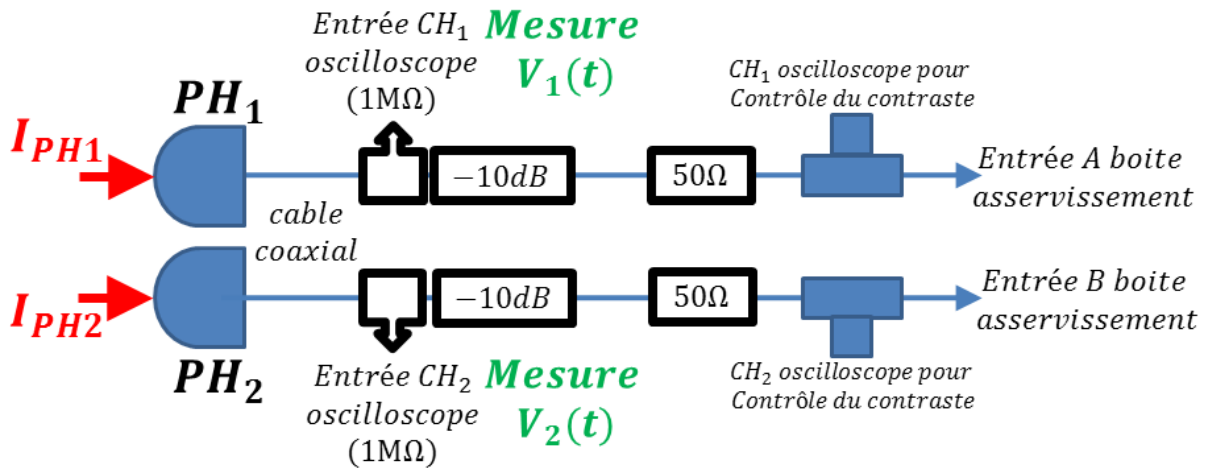 Entrée CH₁
oscilloscope
(1MΩ)
Mesure
V₁(t)
PH₁
I_PH1
CH₁ oscilloscope pour
Contrôle du contraste
−10dB
50Ω
Entrée A boite
asservissement
cable
coaxial
I_PH2
−10dB
50Ω
Entrée B boite
asservissement
PH₂
Entrée CH₂
oscilloscope
(1MΩ)
Mesure
V₂(t)
CH₂ oscilloscope pour
Contrôle du contraste